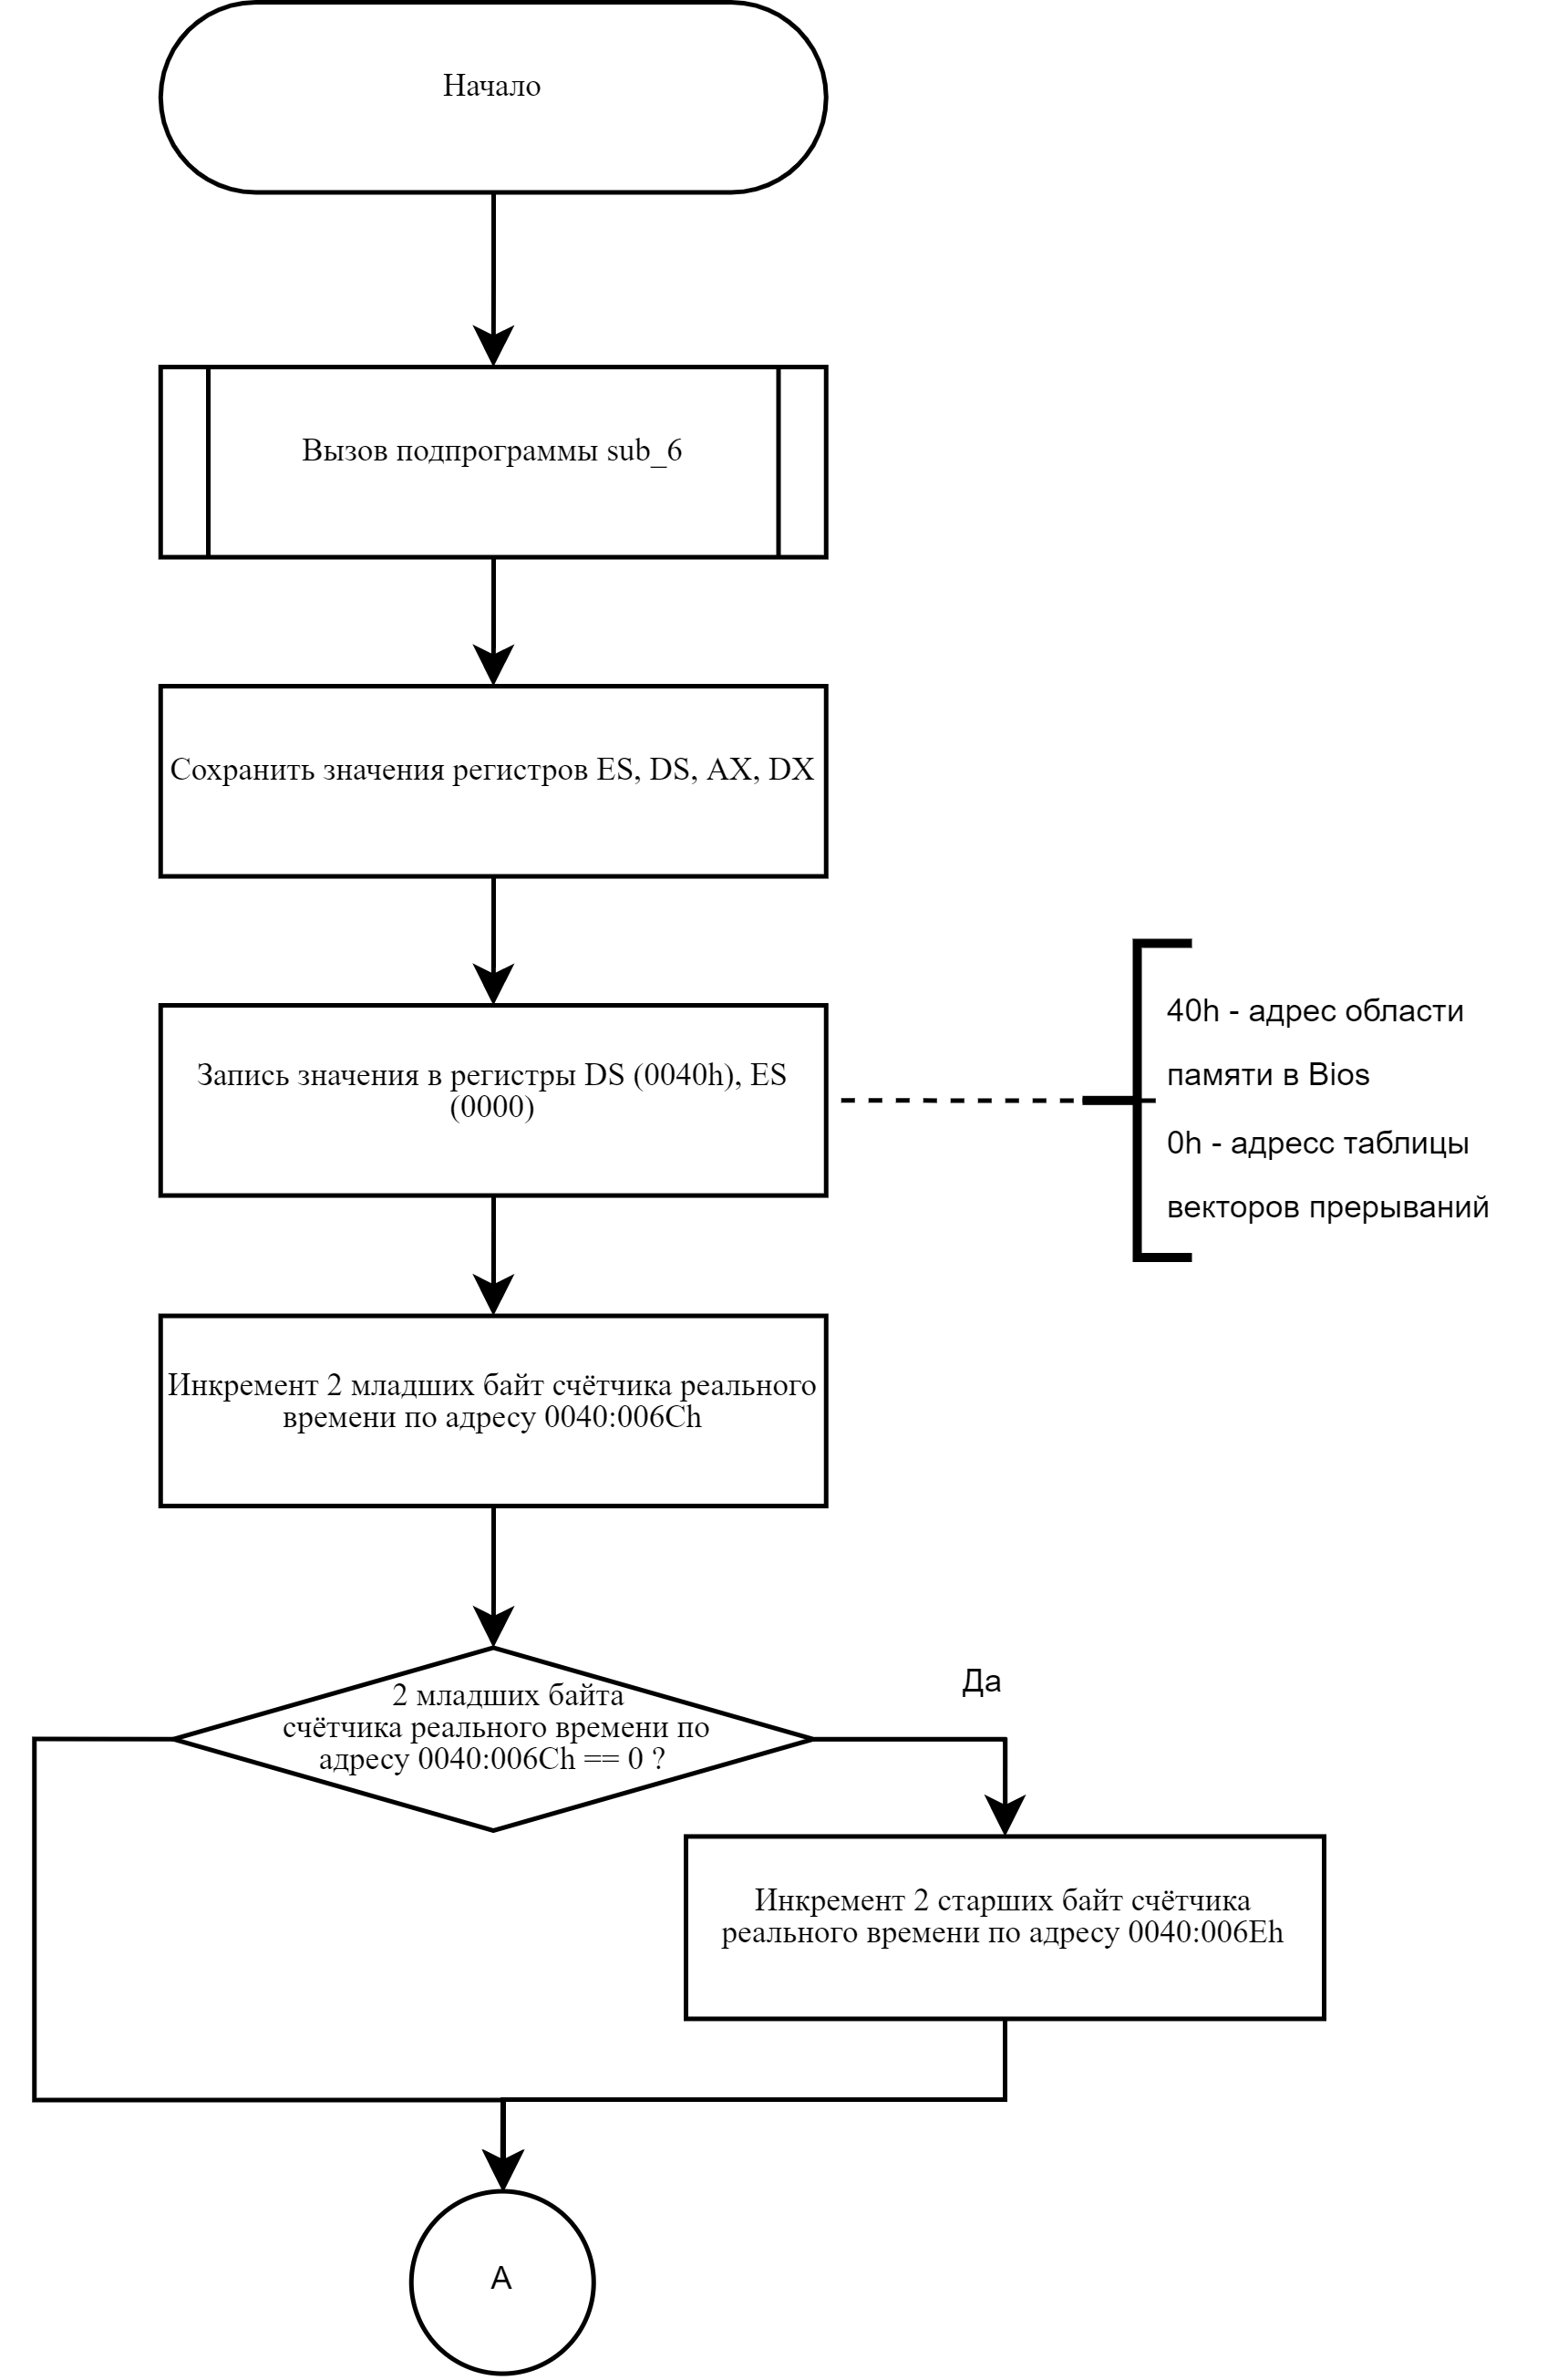 Начало
Вызов подпрограммы sub_6
Сохранить значения регистров ES, DS, AX, DX
Запись значения в регистры DS (0040h), ES
(0000)
40h - адрес области
памяти в Bios
0h - адресс таблицы
векторов прерываний
Инкремент 2 младших байт счётчика реального
времени по адресу 0040:006Ch
2 младших байта
счётчика реального времени по
адресу 0040:006Ch == 0 ?
Да
Инкремент 2 старших байт счётчика
реального времени по адресу 0040:006Eh
А